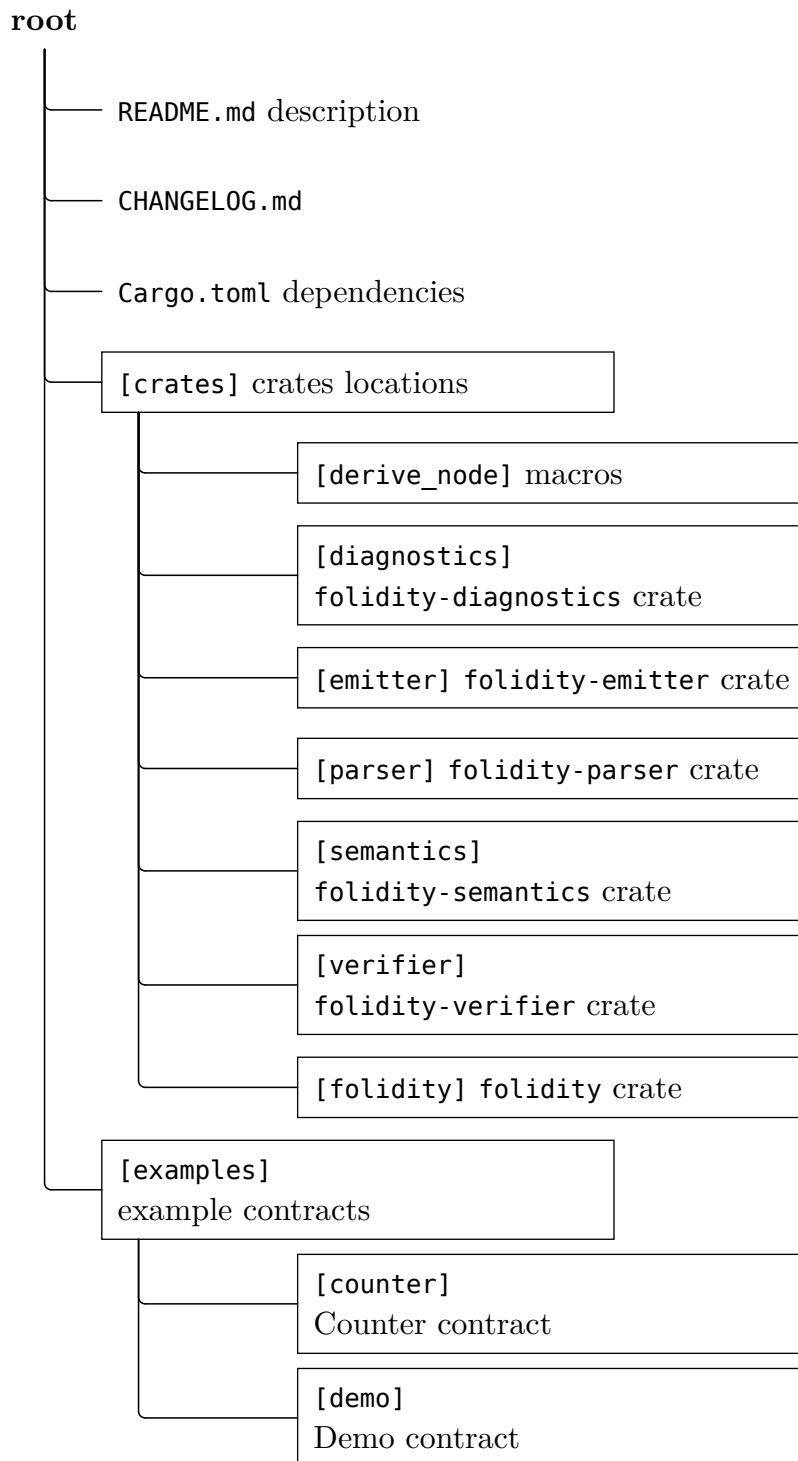 root
README.md description
CHANGELOG.md
Cargo.toml dependencies
[crates] crates locations
[derive_node] macros
[diagnostics]
folidity-diagnostics crate
[emitter] folidity-emitter crate
[parser] folidity-parser crate
[semantics]
folidity-semantics crate
[verifier]
folidity-verifier crate
[folidity] folidity crate
[examples]
example contracts
[counter]
Counter contract
[demo]
Demo contract